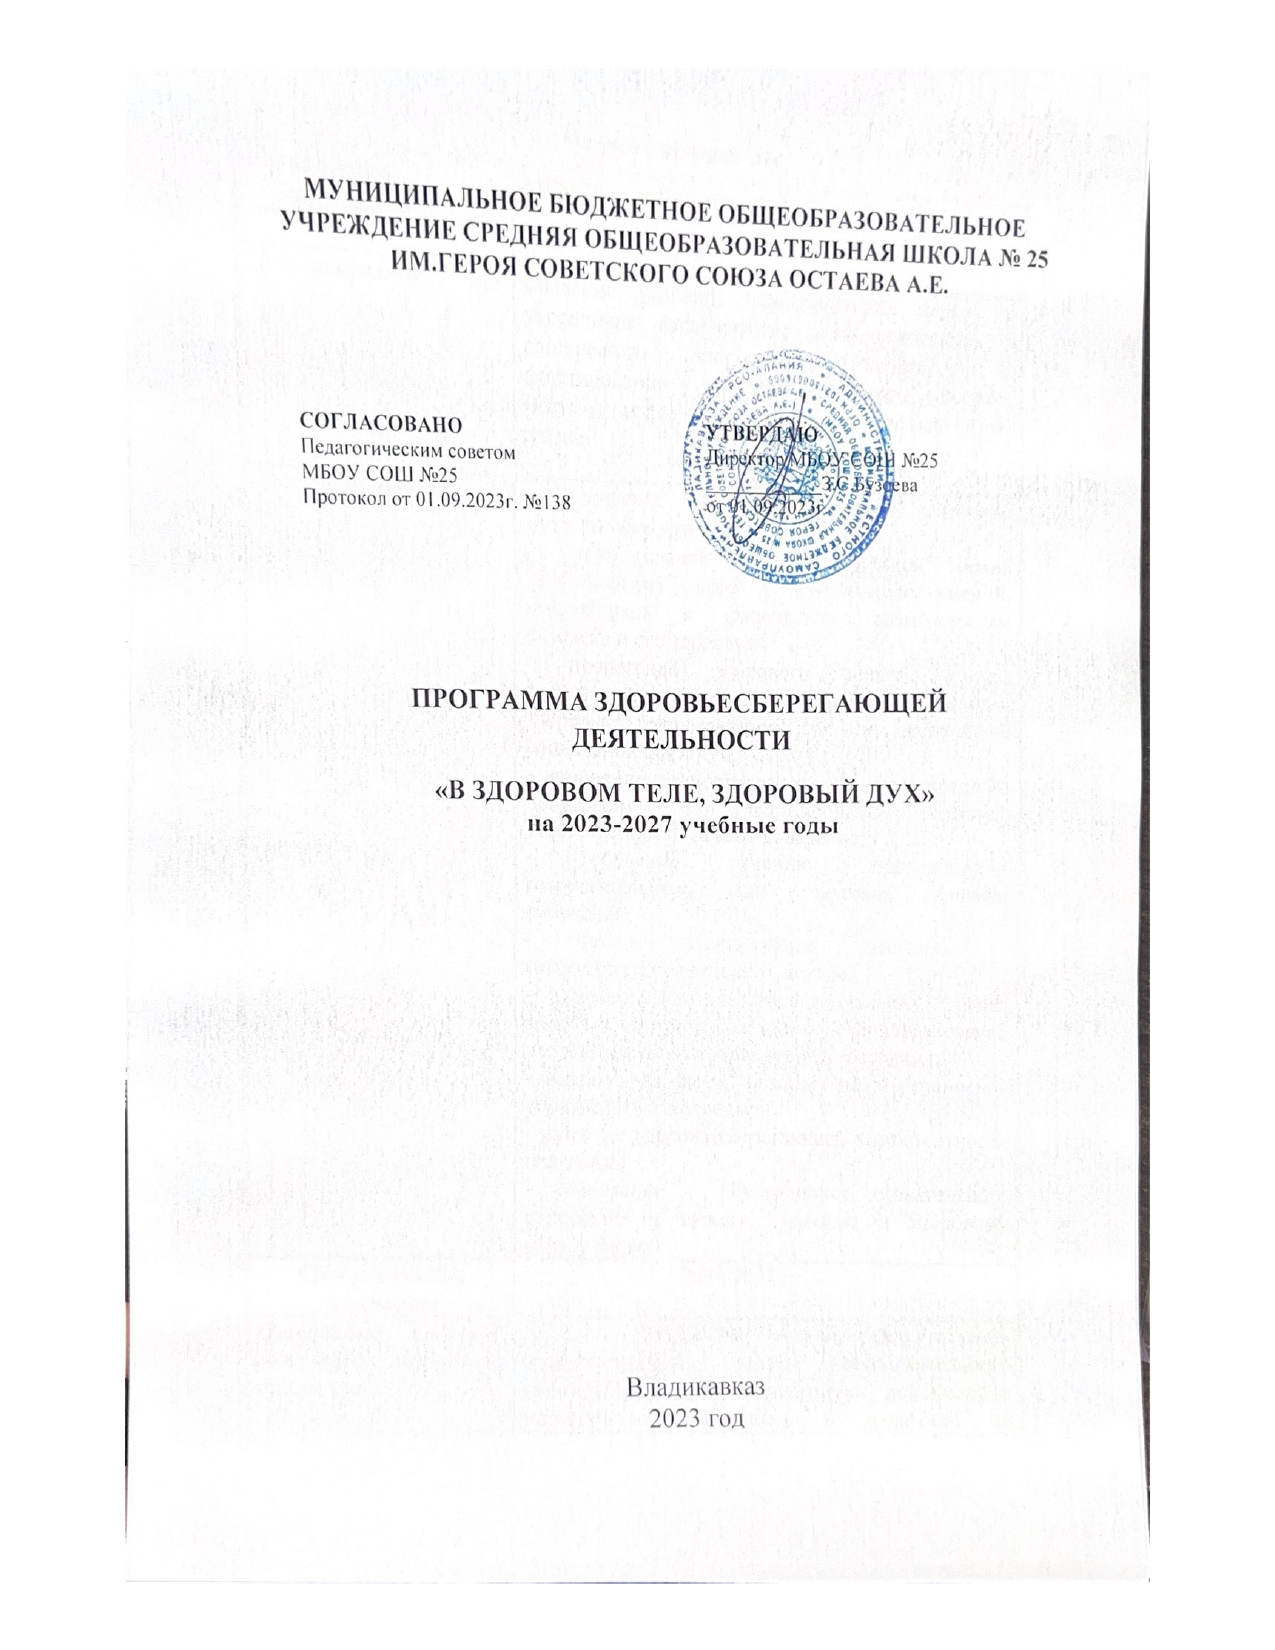 МУНИЦИПАЛЬНОЕ БЮДЖЕТНОЕ ОБЩЕОБРАЗОВАТЕЛЬНОЕ
УЧРЕЖДЕНИЕ СРЕДНЯЯ ОБЩЕОБРАЗОВАТЕЛЬНАЯ ШКОЛА № 25
ИМ.ГЕРОЯ СОВЕТСКОГО СОЮЗА ОСТАЕВА А.Е.
СОГЛАСОВАНО
Педагогическим советом
МБОУ СОШ №25
Протокол от 01.09.2023г. №138
УТВЕРДАЮ
Директор МБОУ СОШ №25
З.С.Бузоева
от 01.09.2023г.
ПРОГРАММА ЗДОРОВЬЕСБЕРЕГАЮЩЕЙ
ДЕЯТЕЛЬНОСТИ
«В ЗДОРОВОМ ТЕЛЕ, ЗДОРОВЫЙ ДУХ»
на 2023-2027 учебные годы
Владикавказ
2023 год